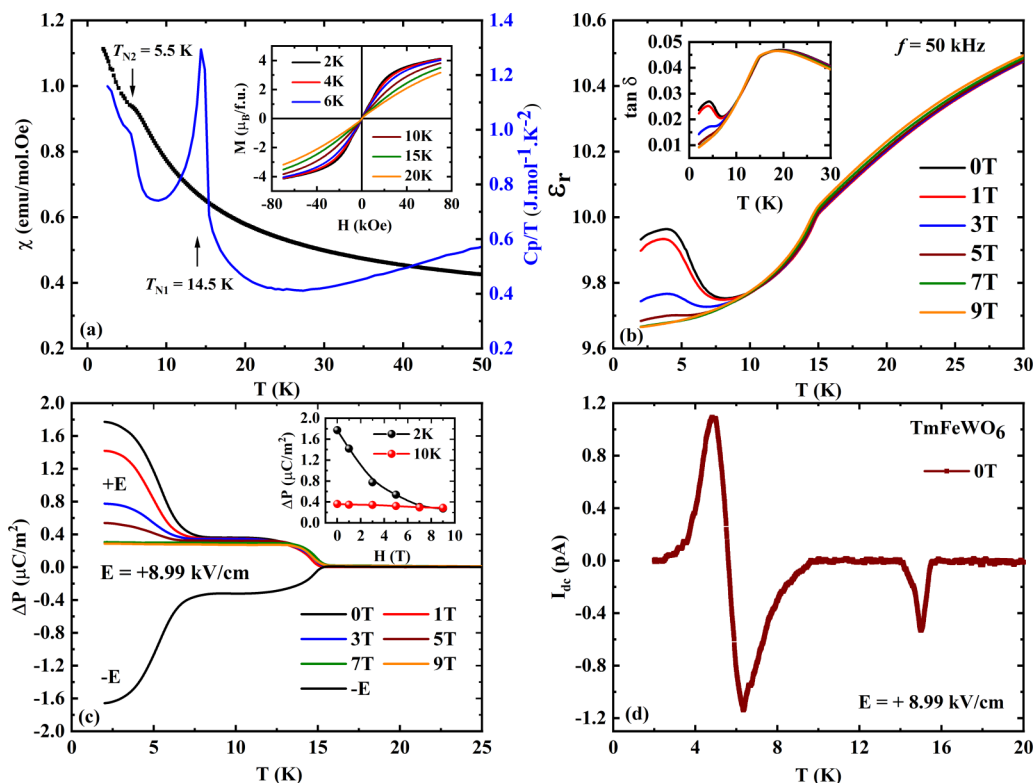 1.2
1.0
0.8
0.6
0.4
0.2
χ (emu/mol.Oe)
T_N2 = 5.5 K
T_N1 = 14.5 K
(a)
0 10 20 30 40 50
T (K)
1.4
1.3
1.2
1.0
0.9
0.8
0.6
0.5
0.4
0.3
0.2
Cp/T (J.mol⁻¹.K⁻²)
M (μ_B/f.u.)
4
2
0
-2
-4
2K
4K
6K
10K
15K
20K
-80 -40 0 40 80
H (kOe)
10.6
10.4
10.2
10.0
9.8
9.6
ε_r
f = 50 kHz
tan δ
0.05
0.04
0.03
0.02
0.01
0 10 20 30
T (K)
0T
1T
3T
5T
7T
9T
(b)
0 5 10 15 20 25 30
T (K)
2.0
1.6
1.2
0.8
0.4
0.0
-0.4
-0.8
-1.2
-1.6
-2.0
ΔP (μC/m²)
+E
E = +8.99 kV/cm
-E
ΔP (μC/m²)
2.0
1.6
1.2
0.8
0.4
0.0
2K
10K
0 2 4 6 8 10
H (T)
0T 1T
3T 5T
7T 9T
-E
(c)
0 5 10 15 20 25
T (K)
1.2
0.8
0.4
0.0
-0.4
-0.8
-1.2
I_dc (pA)
TmFeWO₆
0T
E = + 8.99 kV/cm
(d)
0 2 4 6 8 10 12 14 16 18 20
T (K)